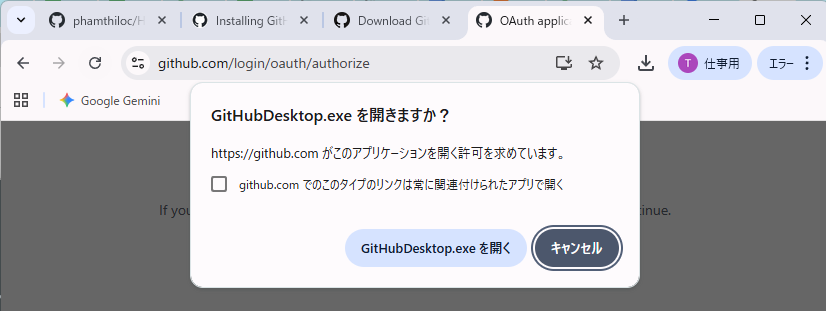 phamthiloc/H
Installing GitH
Download Git
OAuth applica
github.com/login/oauth/authorize
T 仕事用
エラー
Google Gemini
GitHubDesktop.exe を開きますか？
https://github.com がこのアプリケーションを開く許可を求めています。
github.com でのこのタイプのリンクは常に関連付けられたアプリで開く
If you
tinue.
GitHubDesktop.exe を開く
キャンセル